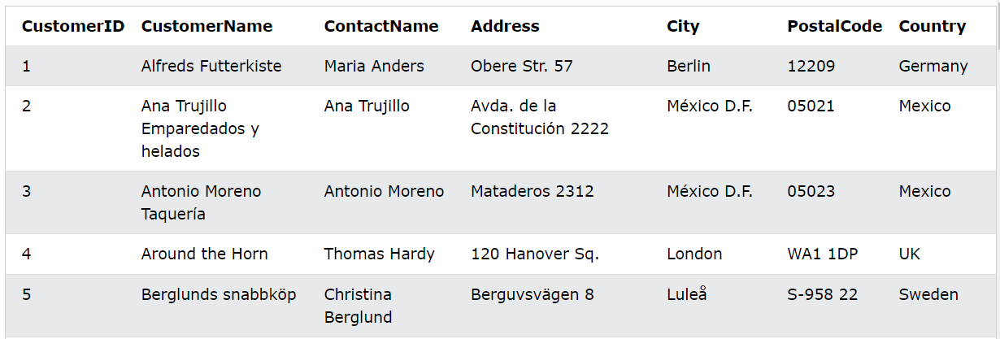 CustomerID CustomerName ContactName Address City PostalCode Country
1 Alfreds Futterkiste Maria Anders Obere Str. 57 Berlin 12209 Germany
2 Ana Trujillo Ana Trujillo Avda. de la México D.F. 05021 Mexico
Emparedados y Constitución 2222
helados
3 Antonio Moreno Antonio Moreno Mataderos 2312 México D.F. 05023 Mexico
Taquería
4 Around the Horn Thomas Hardy 120 Hanover Sq. London WA1 1DP UK
5 Berglunds snabbköp Christina Berguvsvägen 8 Luleå S-958 22 Sweden
Berglund